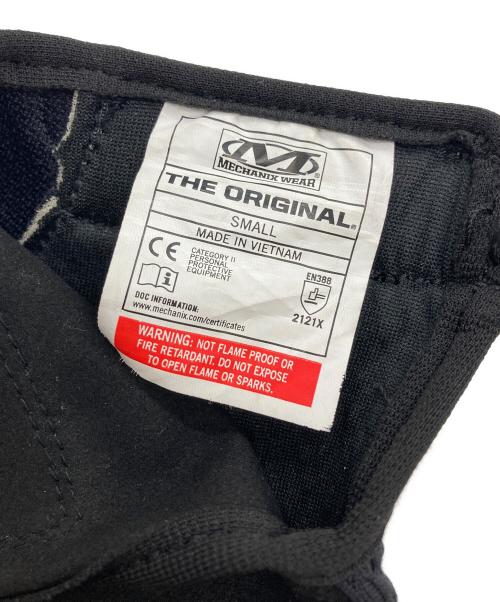 M
MECHANIX WEAR
THE ORIGINAL®
SMALL
MADE IN VIETNAM
CE
CATEGORY II
PERSONAL
PROTECTIVE
EQUIPMENT
i
EN388
2121X
DOC INFORMATION:
www.mechanix.com/certificates
WARNING: NOT FLAME PROOF OR
FIRE RETARDANT. DO NOT EXPOSE
TO OPEN FLAME OR SPARKS.